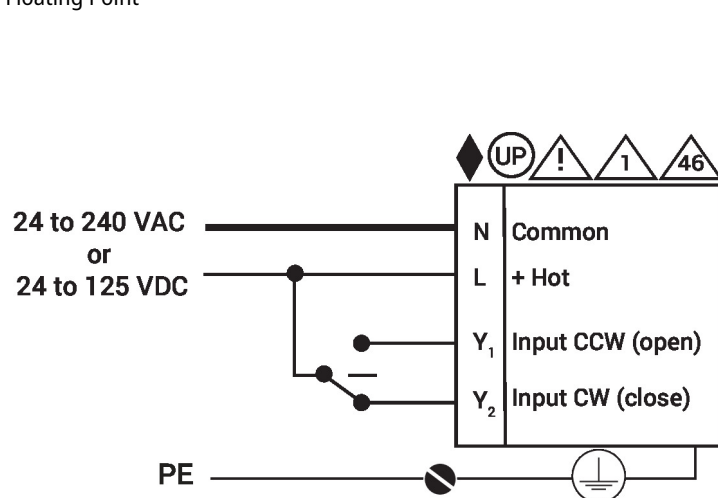 Floating Point
UP ! 1 46
24 to 240 VAC
or
24 to 125 VDC
N Common
L + Hot
Y₁ Input CCW (open)
Y₂ Input CW (close)
PE